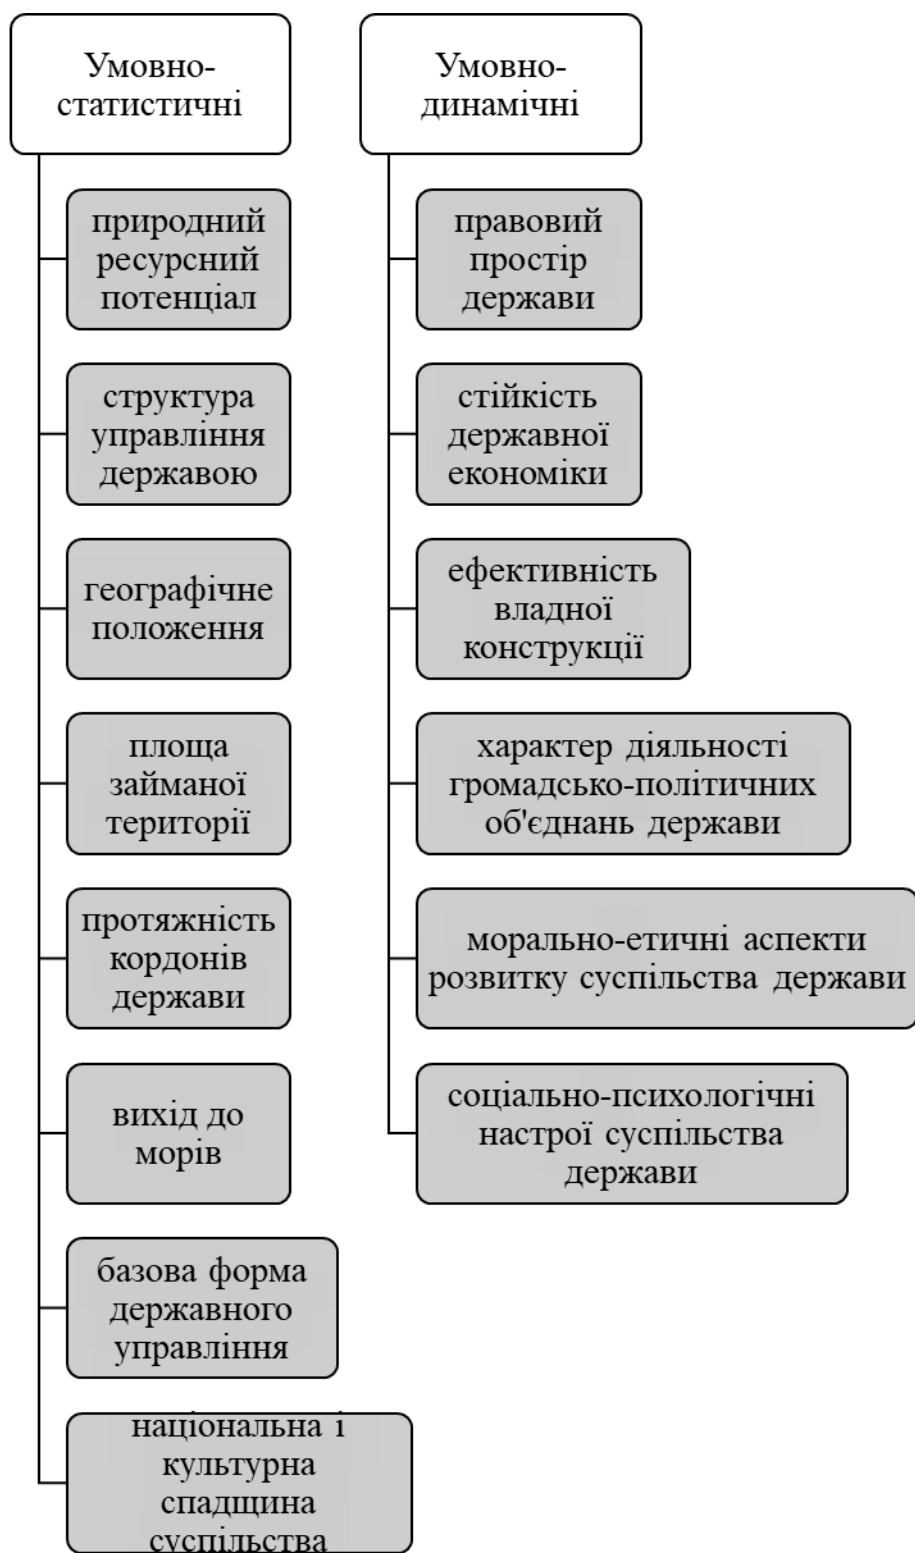 Умовно-
статистичні
природний
ресурсний
потенціал
структура
управління
державою
географічне
положення
площа
займаної
території
протяжність
кордонів
держави
вихід до
морів
базова форма
державного
управління
національна і
культурна
спадщина
суспільства
Умовно-
динамічні
правовий
простір
держави
стійкість
державної
економіки
ефективність
владної
конструкції
характер діяльності
громадсько-політичних
об'єднань держави
морально-етичні аспекти
розвитку суспільства держави
соціально-психологічні
настрої суспільства
держави